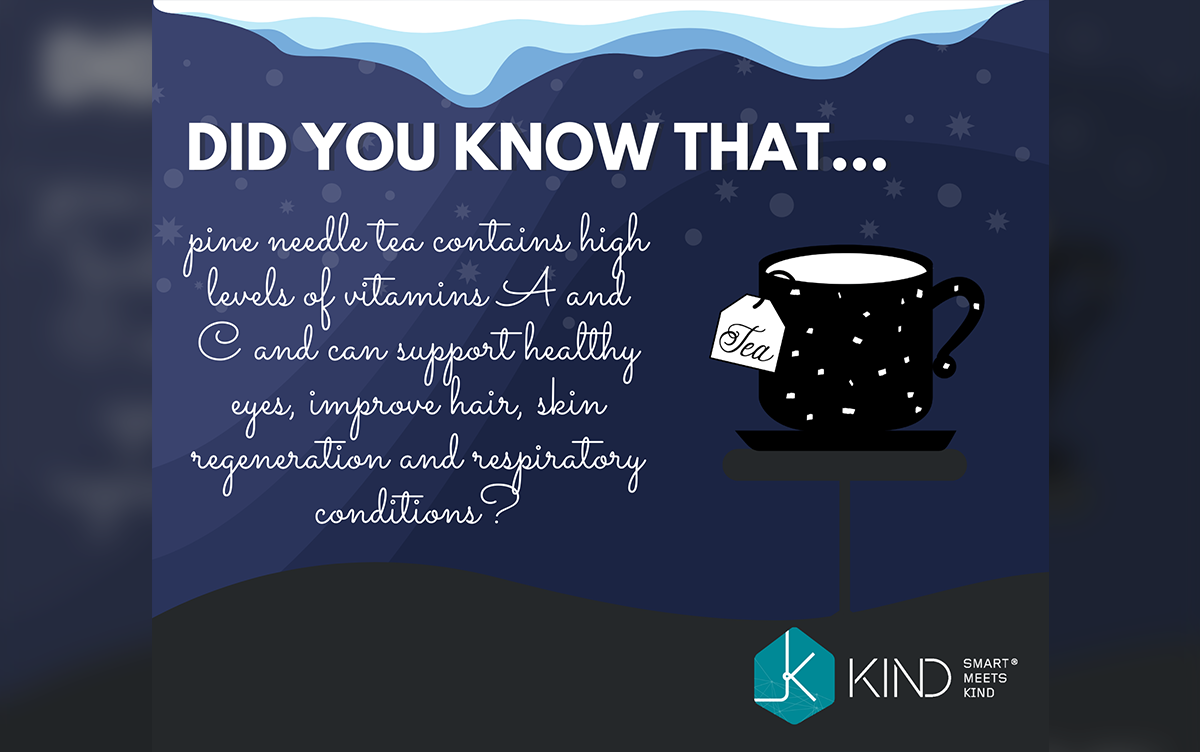 DID YOU KNOW THAT...
pine needle tea contains high
levels of vitamins A and
C and can support healthy
eyes, improve hair, skin
regeneration and respiratory
conditions?
Tea
KIND
SMART®
MEETS
KIND